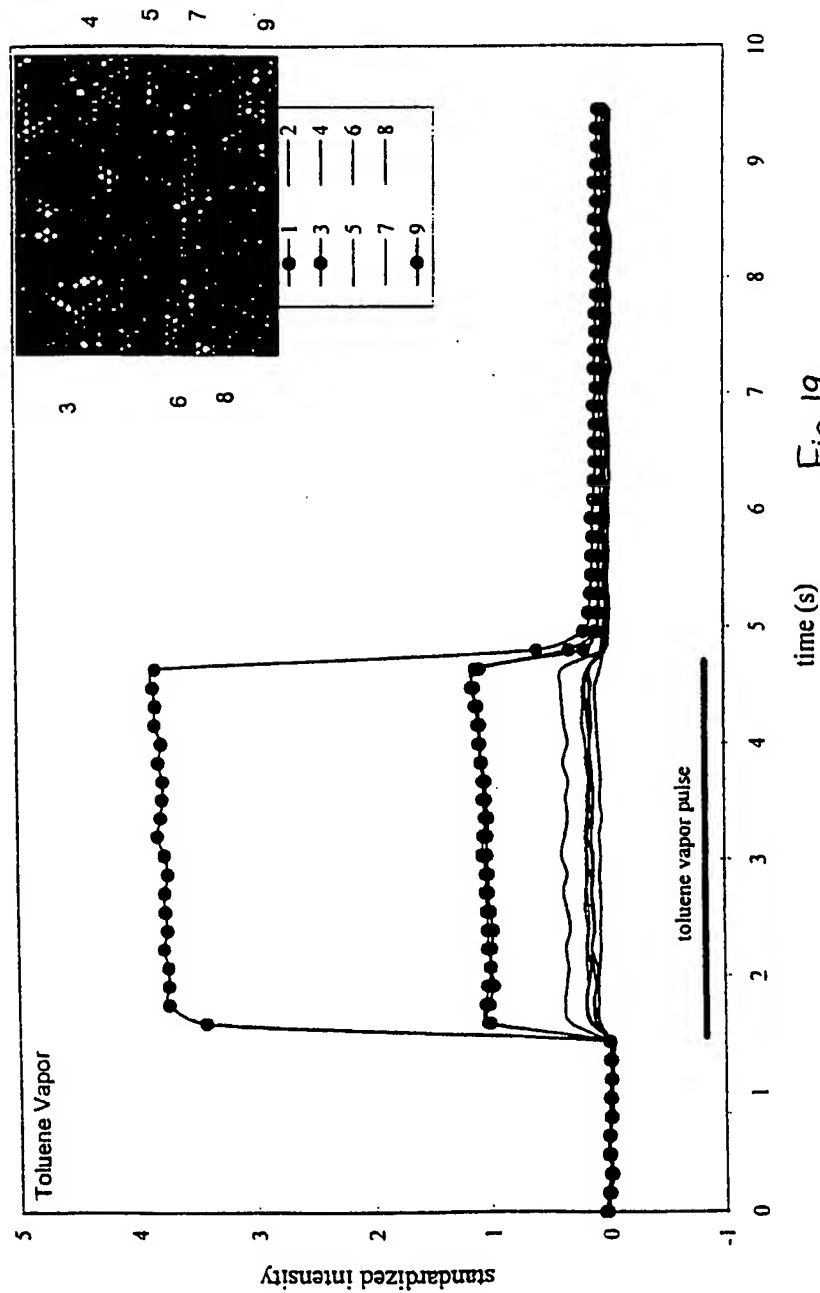 Toluene Vapor
4 5 7 9
3 6 8
1 2
3 4
5 6
7 8
9
standardized intensity
5
4
3
2
1
0
-1
toluene vapor pulse
0 1 2 3 4 5 6 7 8 9 10
time (s)
Fig. 19